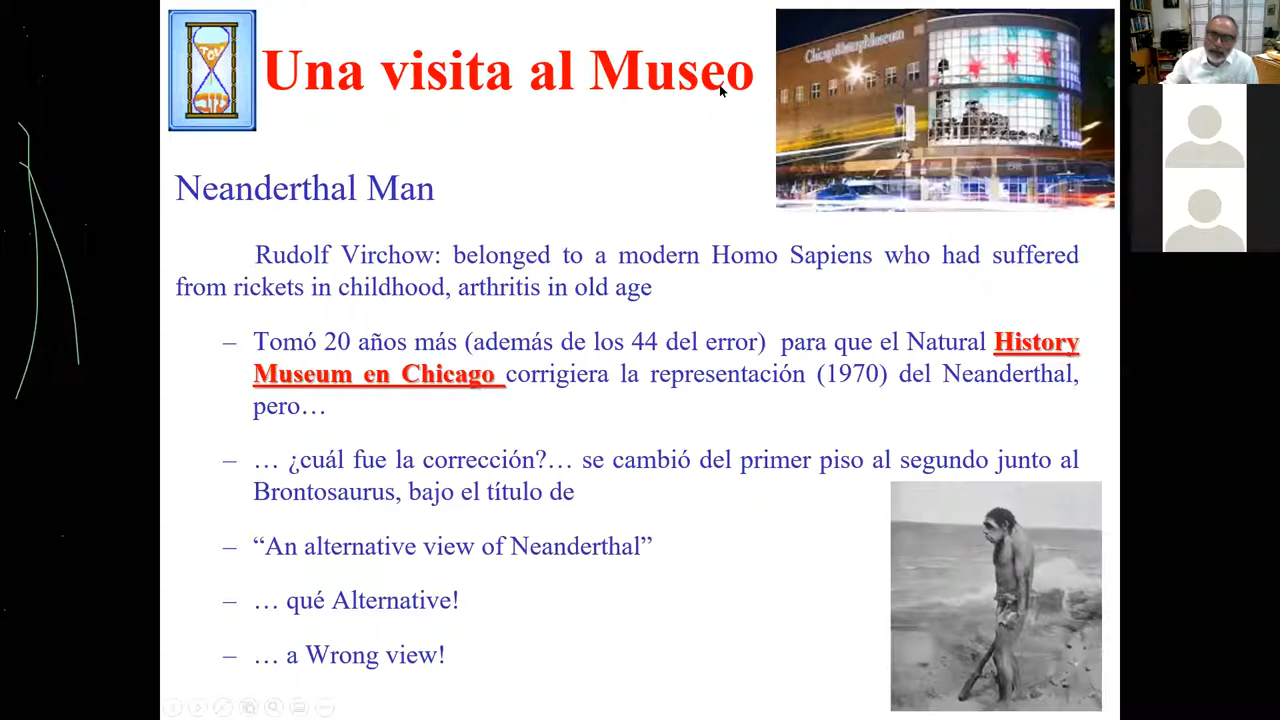 TOV
טוב
Una visita al Museo
ChicagoHistoryMuseum
Neanderthal Man
Rudolf Virchow: belonged to a modern Homo Sapiens who had suffered
from rickets in childhood, arthritis in old age
– Tomó 20 años más (además de los 44 del error) para que el Natural History
Museum en Chicago corrigiera la representación (1970) del Neanderthal,
pero…
– … ¿cuál fue la corrección?… se cambió del primer piso al segundo junto al
Brontosaurus, bajo el título de
– “An alternative view of Neanderthal”
– … qué Alternative!
– … a Wrong view!